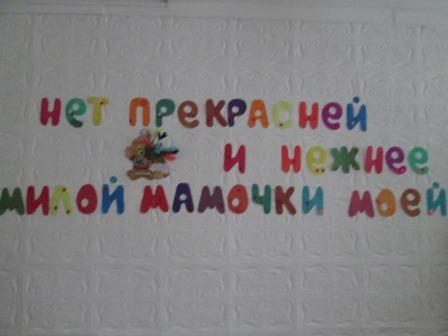 нет прекрасней
и нежнее
милой мамочки моей